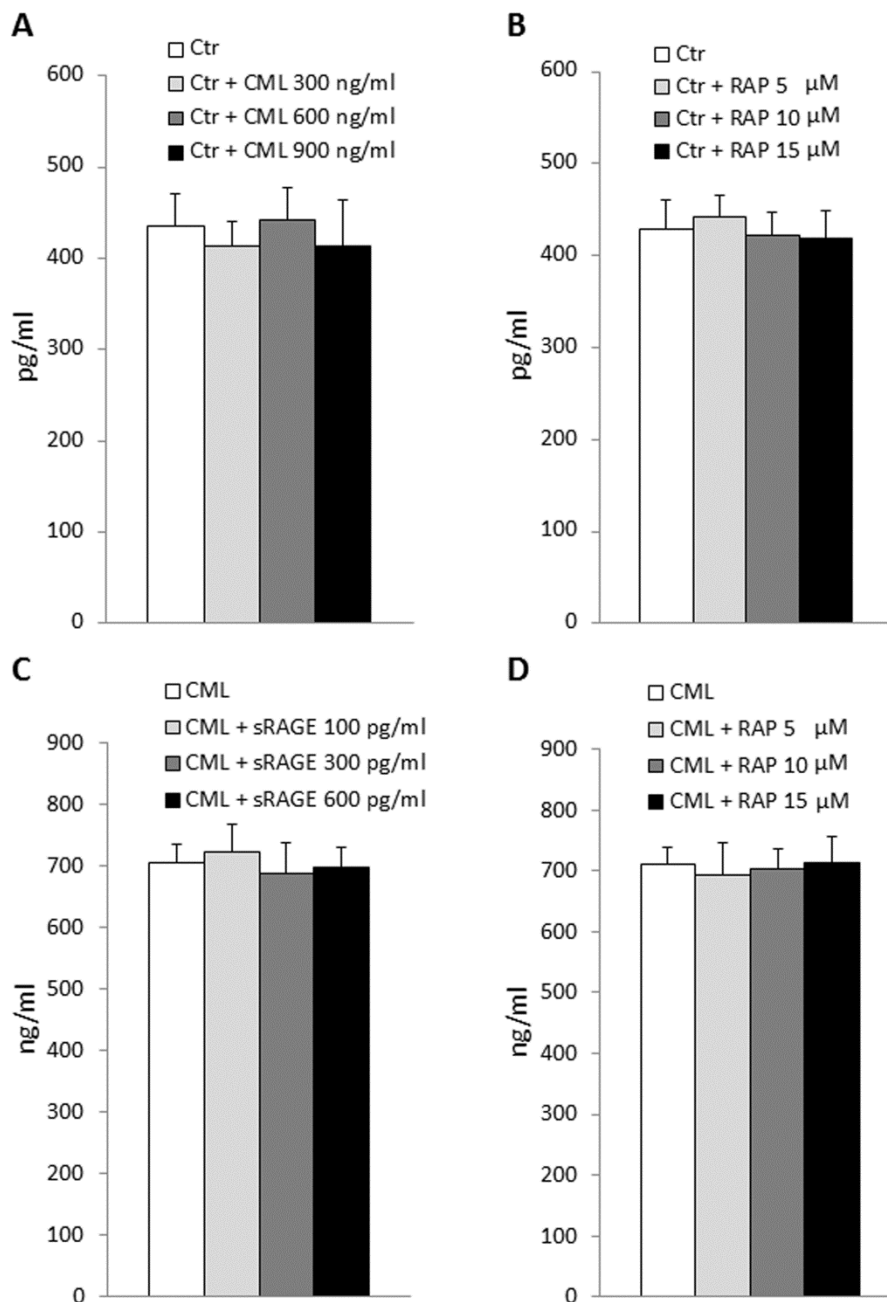 A
Ctr
Ctr + CML 300 ng/ml
Ctr + CML 600 ng/ml
Ctr + CML 900 ng/ml
600
500
400
300
200
100
0
pg/ml
B
Ctr
Ctr + RAP 5 µM
Ctr + RAP 10 µM
Ctr + RAP 15 µM
600
500
400
300
200
100
0
pg/ml
C
CML
CML + sRAGE 100 pg/ml
CML + sRAGE 300 pg/ml
CML + sRAGE 600 pg/ml
900
800
700
600
500
400
300
200
100
0
ng/ml
D
CML
CML + RAP 5 µM
CML + RAP 10 µM
CML + RAP 15 µM
900
800
700
600
500
400
300
200
100
0
ng/ml